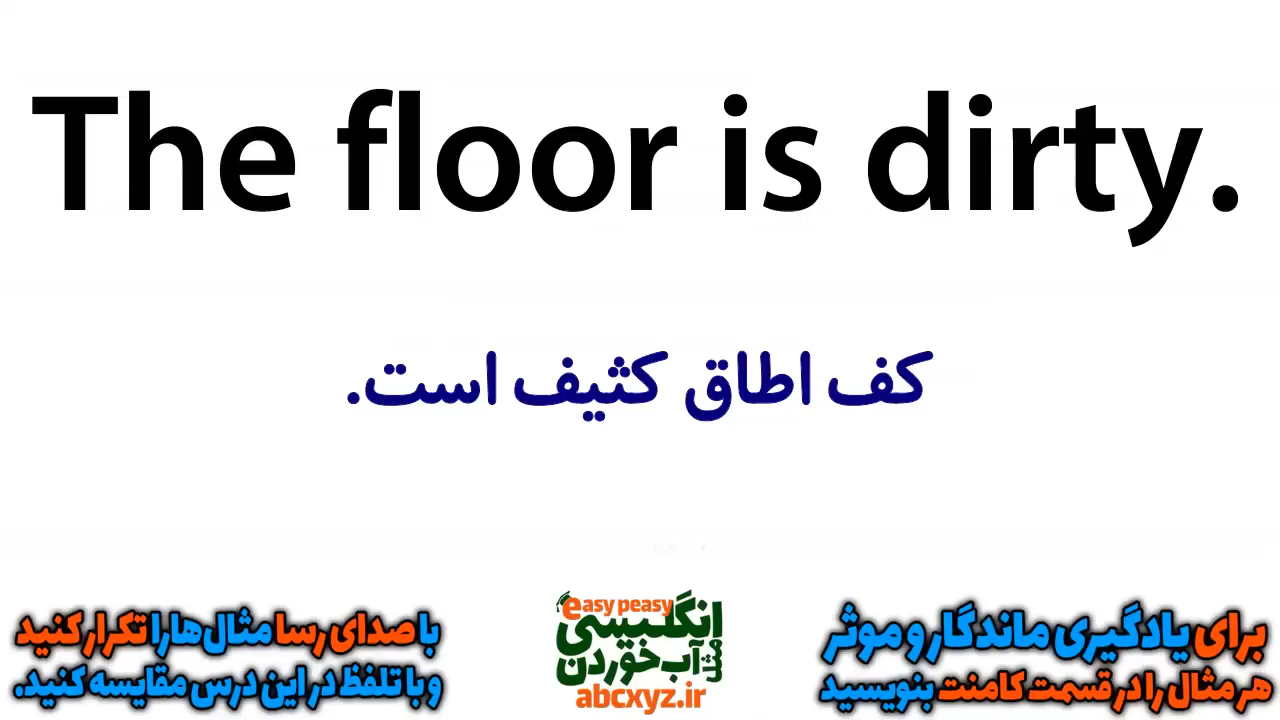 The floor is dirty.
کف اطاق کثیف است.
برای یادگیری ماندگار و موثر
هر مثال را در قسمت کامنت بنویسید
easy peasy
انگلیسی
مثل آب خوردن
abcxyz.ir
با صدای رسا مثال‌ها را تکرار کنید
و با تلفظ در این درس مقایسه کنید.